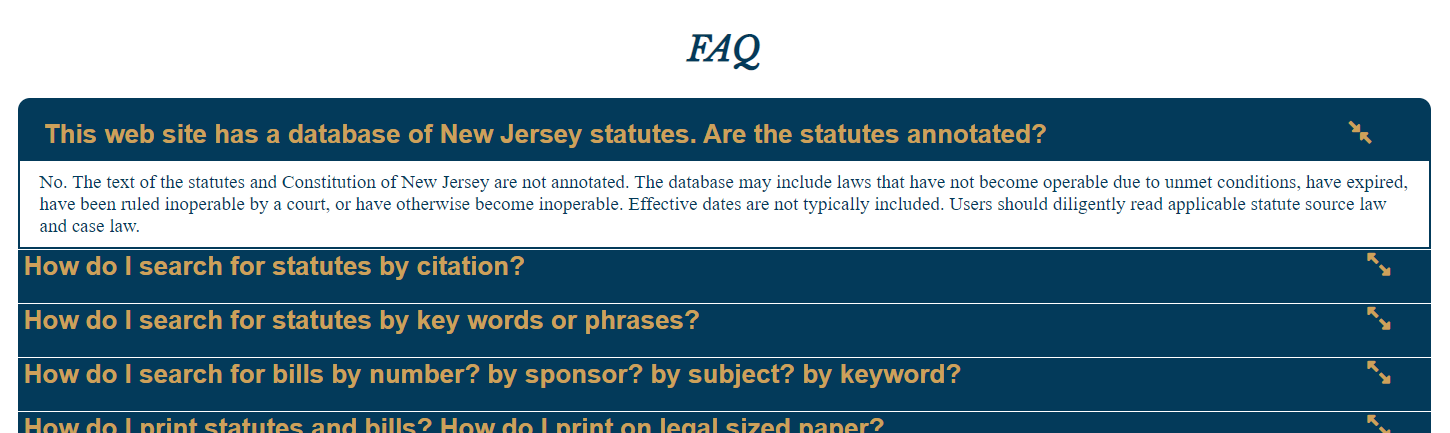 FAQ
This web site has a database of New Jersey statutes. Are the statutes annotated?
No. The text of the statutes and Constitution of New Jersey are not annotated. The database may include laws that have not become operable due to unmet conditions, have expired,
have been ruled inoperable by a court, or have otherwise become inoperable. Effective dates are not typically included. Users should diligently read applicable statute source law
and case law.
How do I search for statutes by citation?
How do I search for statutes by key words or phrases?
How do I search for bills by number? by sponsor? by subject? by keyword?
How do I print statutes and bills? How do I print on legal sized paper?